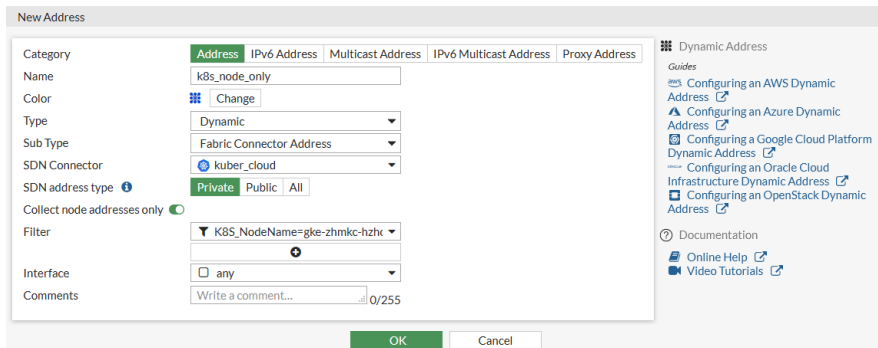 New Address
Category Address IPv6 Address Multicast Address IPv6 Multicast Address Proxy Address
Name k8s_node_only
Color Change
Type Dynamic
Sub Type Fabric Connector Address
SDN Connector kuber_cloud
SDN address type Private Public All
Collect node addresses only
Filter K8S_NodeName=gke-zhmkc-hzhc
Interface any
Comments Write a comment... 0/255
OK Cancel
Dynamic Address
Guides
aws Configuring an AWS Dynamic
Address
Configuring an Azure Dynamic
Address
Configuring a Google Cloud Platform
Dynamic Address
Configuring an Oracle Cloud
Infrastructure Dynamic Address
Configuring an OpenStack Dynamic
Address
Documentation
Online Help
Video Tutorials